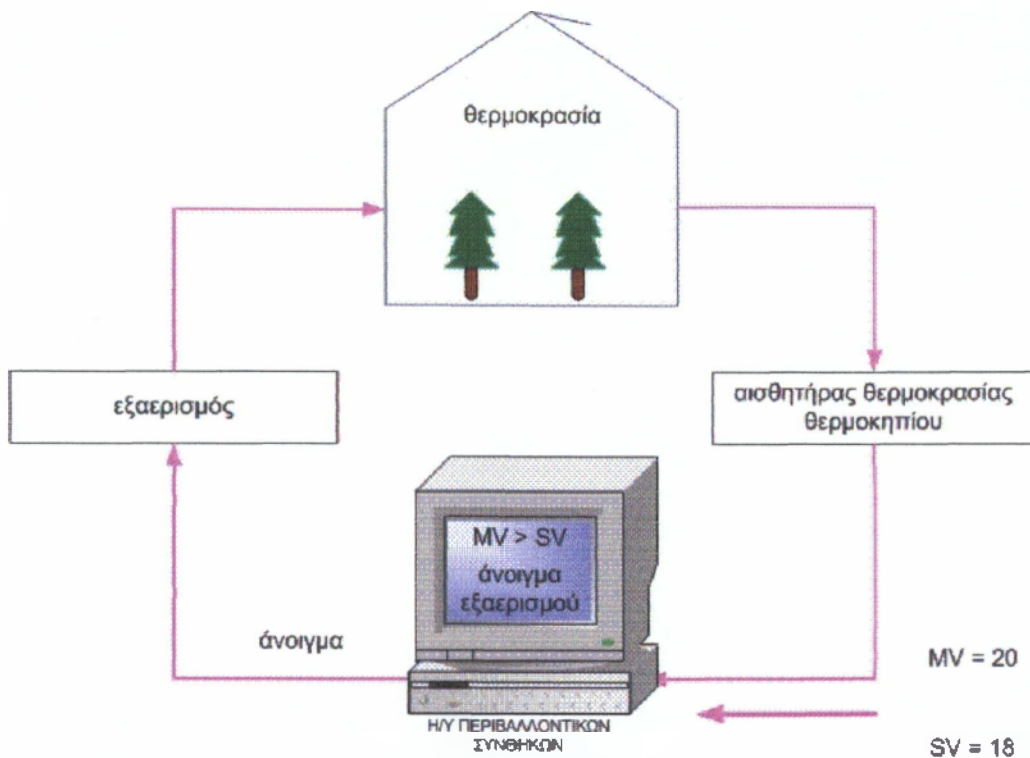 θερμοκρασία
εξαερισμός
αισθητήρας θερμοκρασίας
θερμοκηπίου
MV > SV
άνοιγμα
εξαερισμού
άνοιγμα
MV = 20
Η/Υ ΠΕΡΙΒΑΛΛΟΝΤΙΚΩΝ
ΣΥΝΘΗΚΩΝ
SV = 18